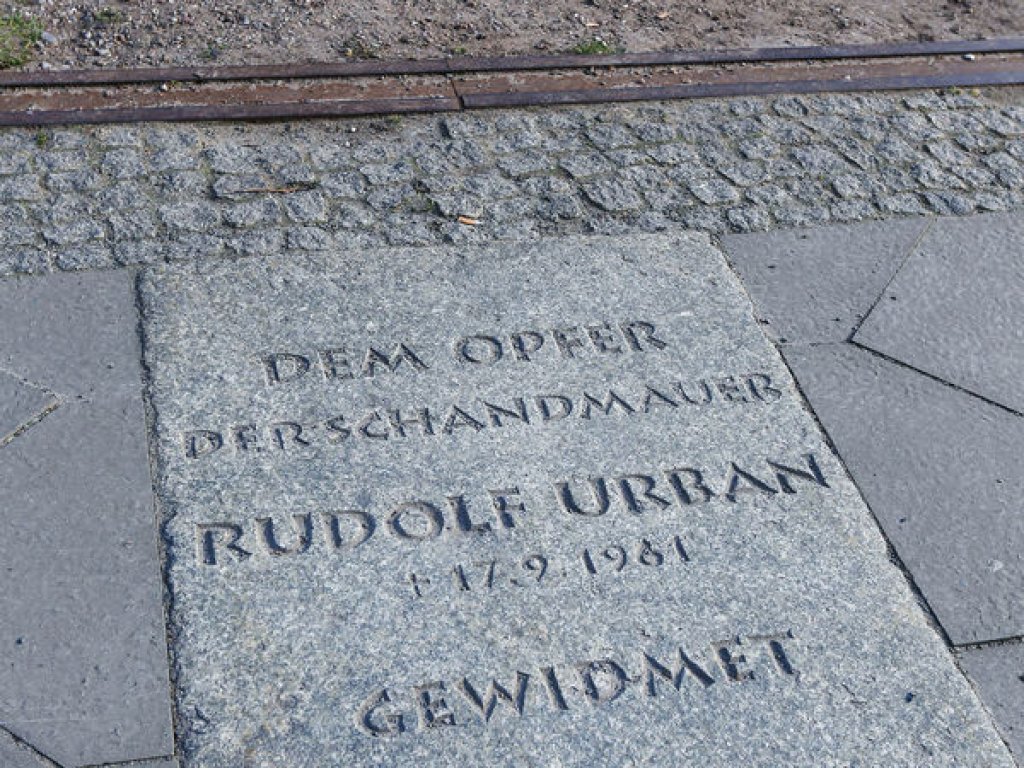 DEM OPFER
DER SCHANDMAUER
RUDOLF URBAN
† 17. 9. 1961
GEWIDMET